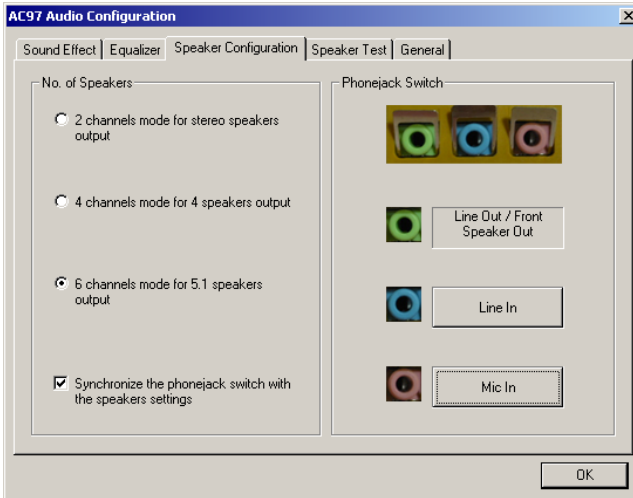 AC97 Audio Configuration
Sound Effect
Equalizer
Speaker Configuration
Speaker Test
General
No. of Speakers
2 channels mode for stereo speakers
output
4 channels mode for 4 speakers output
6 channels mode for 5.1 speakers
output
Synchronize the phonejack switch with
the speakers settings
Phonejack Switch
Line Out / Front
Speaker Out
Line In
Mic In
OK